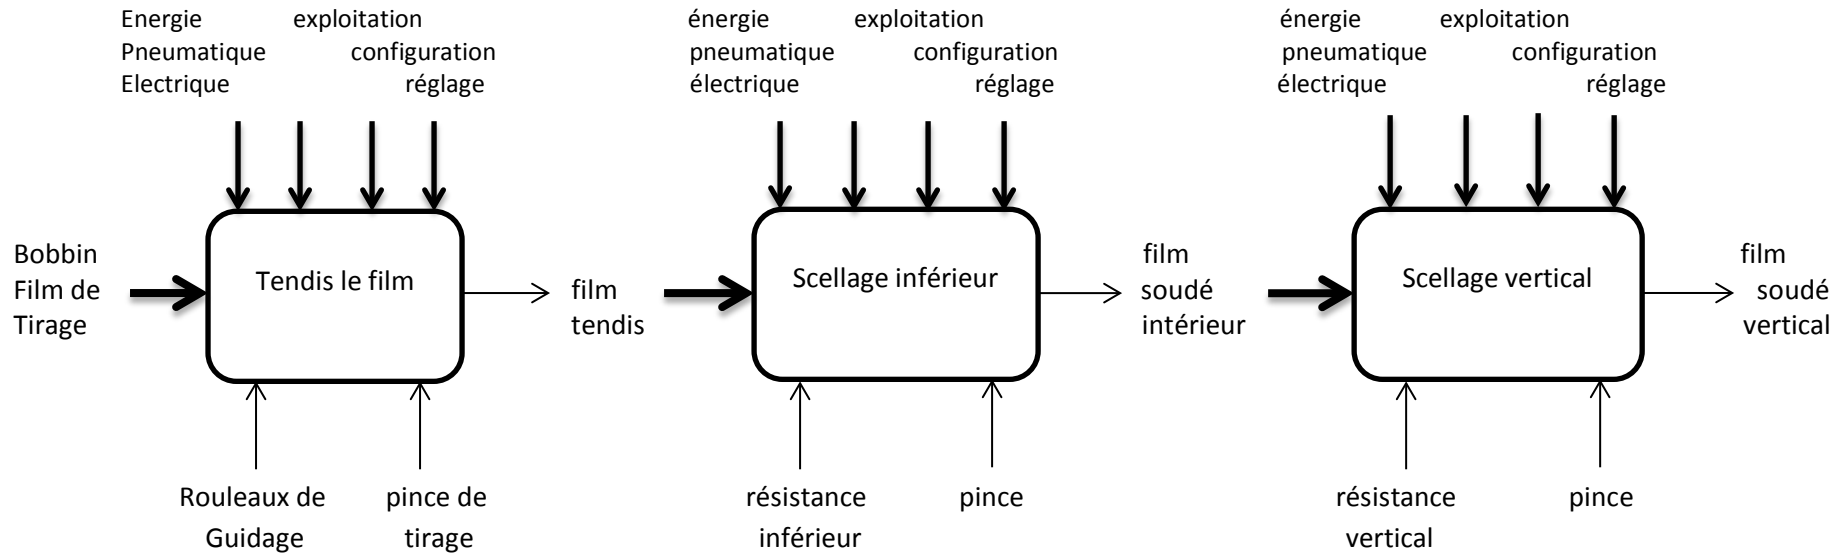 Energie exploitation
Pneumatique configuration
Electrique réglage
énergie exploitation
pneumatique configuration
électrique réglage
énergie exploitation
pneumatique configuration
électrique réglage
Bobbin
Film de
Tirage
Tendis le film
film
tendis
Scellage inférieur
film
soudé
intérieur
Scellage vertical
film
soudé
vertical
Rouleaux de
Guidage
pince de
tirage
résistance
inférieur
pince
résistance
vertical
pince